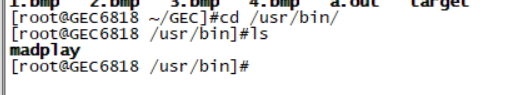 1.bmp 2.bmp 3.bmp 4.bmp a.out target
[root@GEC6818 ~/GEC]#cd /usr/bin/
[root@GEC6818 /usr/bin]#ls
madplay
[root@GEC6818 /usr/bin]#